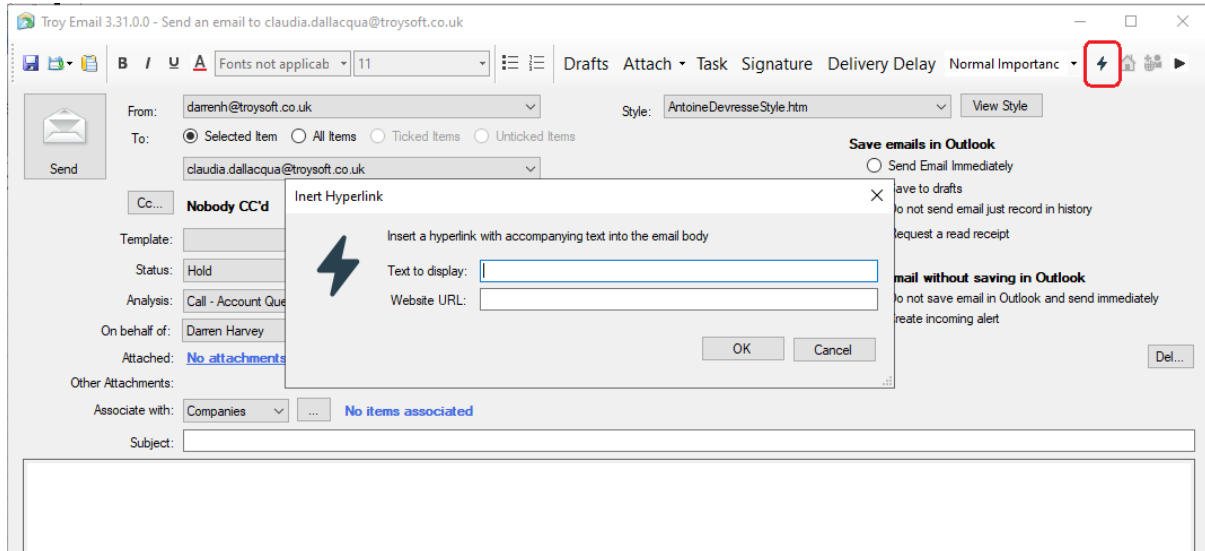 Troy Email 3.31.0.0 - Send an email to claudia.dallacqua@troysoft.co.uk
B I U A Fonts not applicab 11 Drafts Attach Task Signature Delivery Delay Normal Importanc
From: darrenh@troysoft.co.uk Style: AntoineDevresseStyle.htm View Style
To: Selected Item All Items Ticked Items Unticked Items
Save emails in Outlook
Send claudia.dallacqua@troysoft.co.uk Send Email Immediately
Inert Hyperlink ave to drafts
Cc... Nobody CC'd o not send email just record in history
Template: Insert a hyperlink with accompanying text into the email body equest a read receipt
Status: Hold Text to display: mail without saving in Outlook
Analysis: Call - Account Que Website URL: o not save email in Outlook and send immediately
On behalf of: Darren Harvey reate incoming alert
OK Cancel
Attached: No attachments Del...
Other Attachments:
Associate with: Companies ... No items associated
Subject: